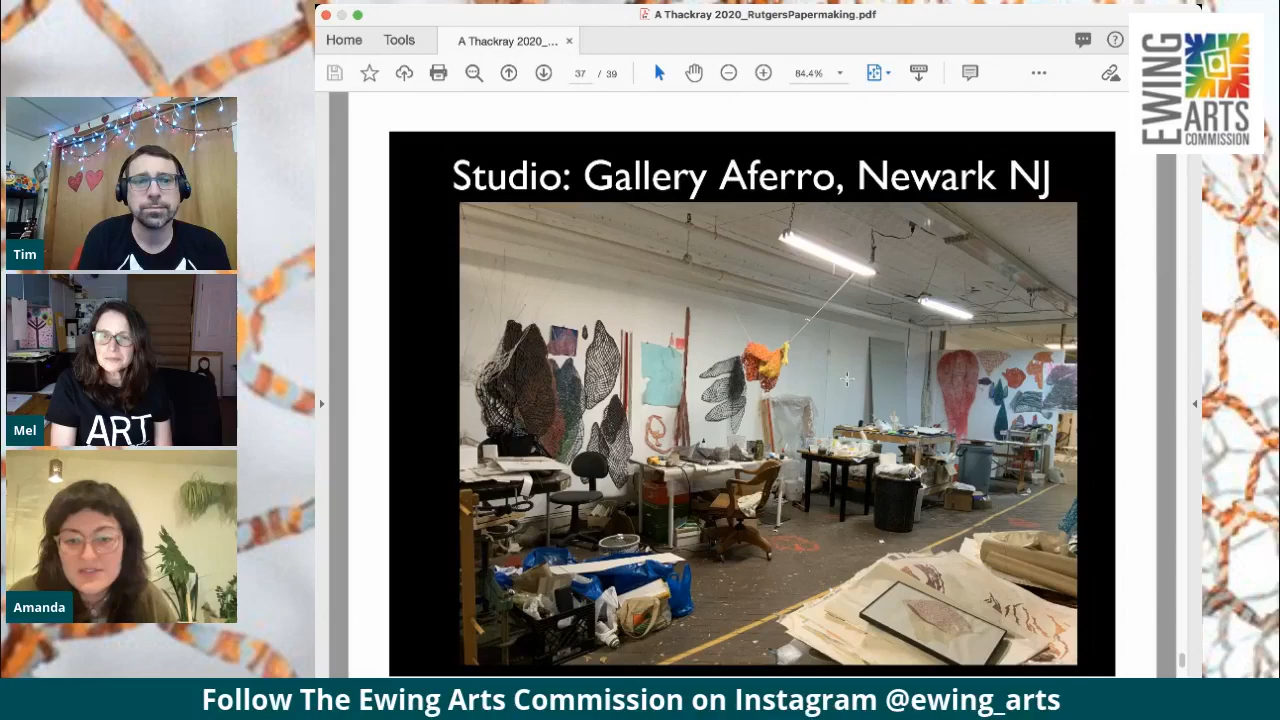 A Thackray 2020_RutgersPapermaking.pdf
Home
Tools
A Thackray 2020_...
37 / 39
84.4%
EWING
ARTS
COMMISSION
Studio: Gallery Aferro, Newark NJ
Tim
ART
Mel
Amanda
Follow The Ewing Arts Commission on Instagram @ewing_arts